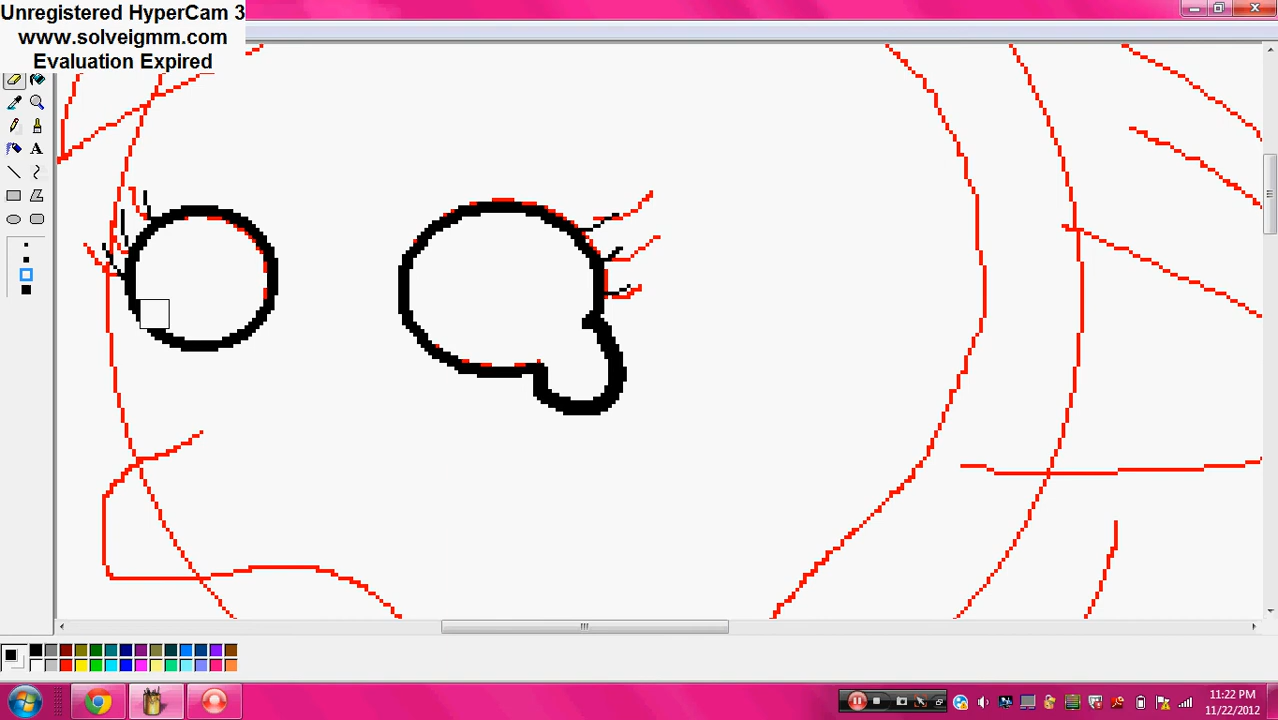 Unregistered HyperCam 3
www.solveigmm.com
Evaluation Expired
A
11:22 PM
11/22/2012